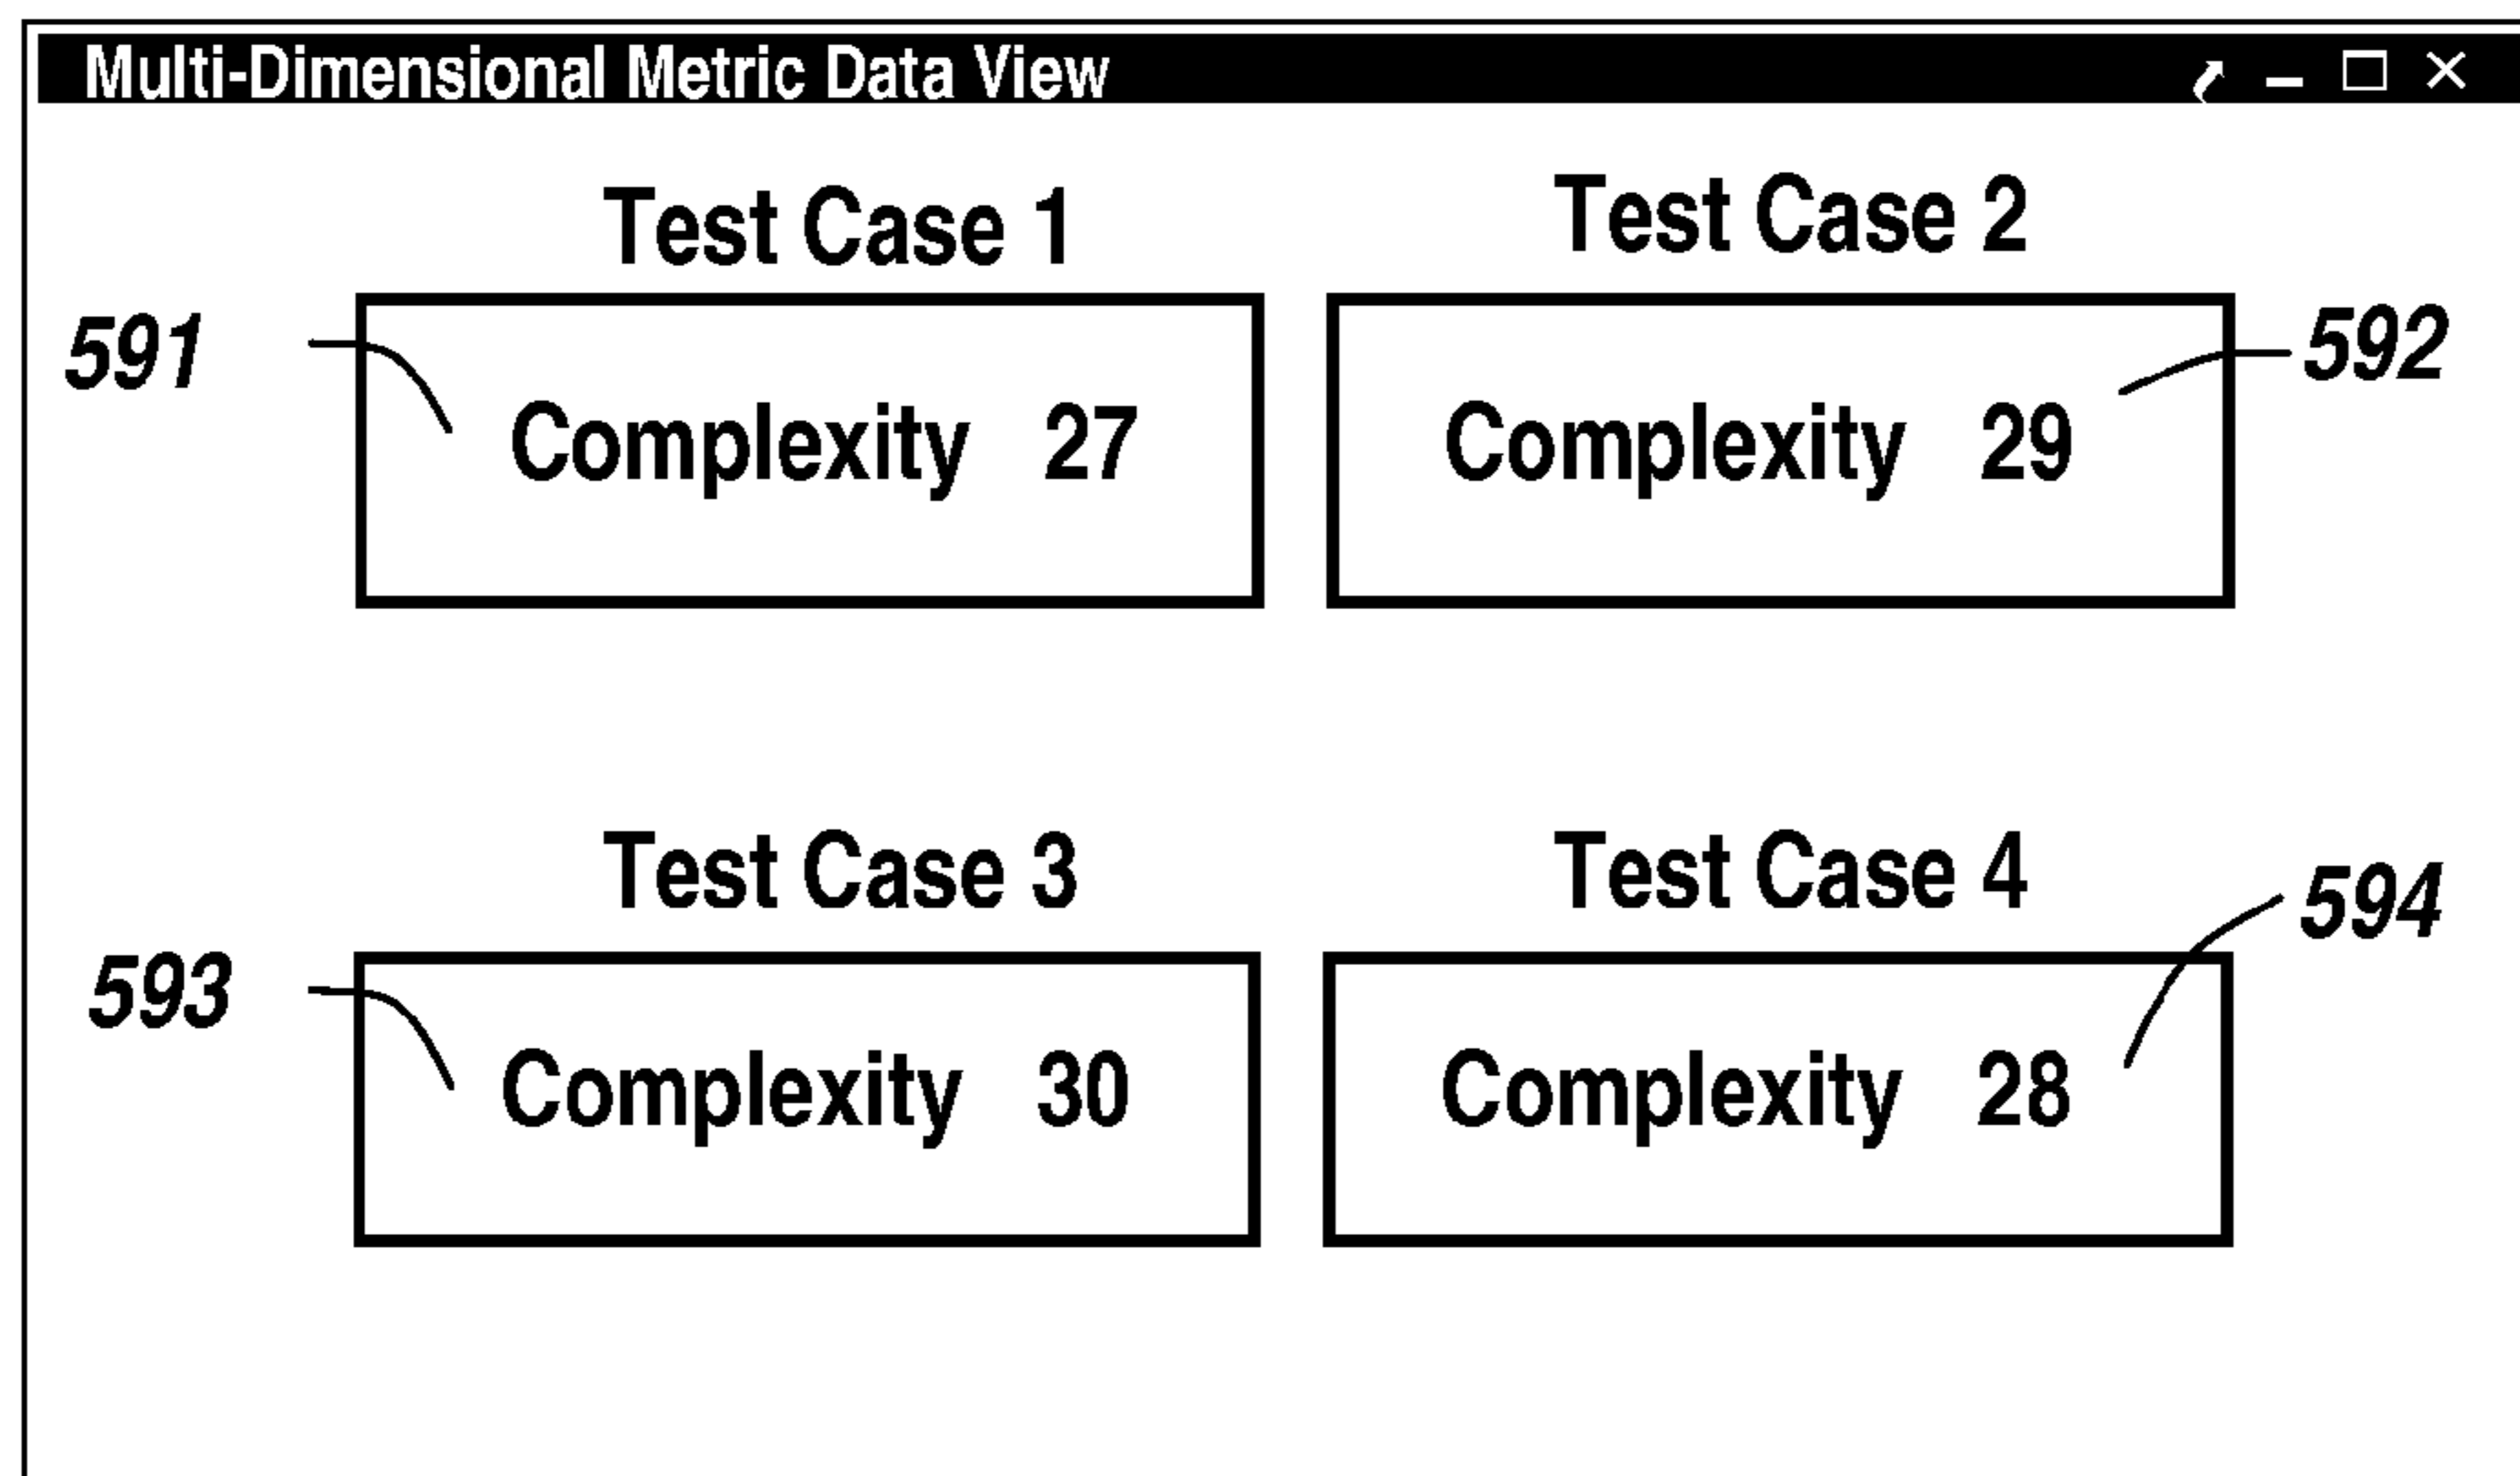 Multi-Dimensional Metric Data View
Test Case 1
Test Case 2
591
592
Complexity 27
Complexity 29
Test Case 3
Test Case 4
593
594
Complexity 30
Complexity 28